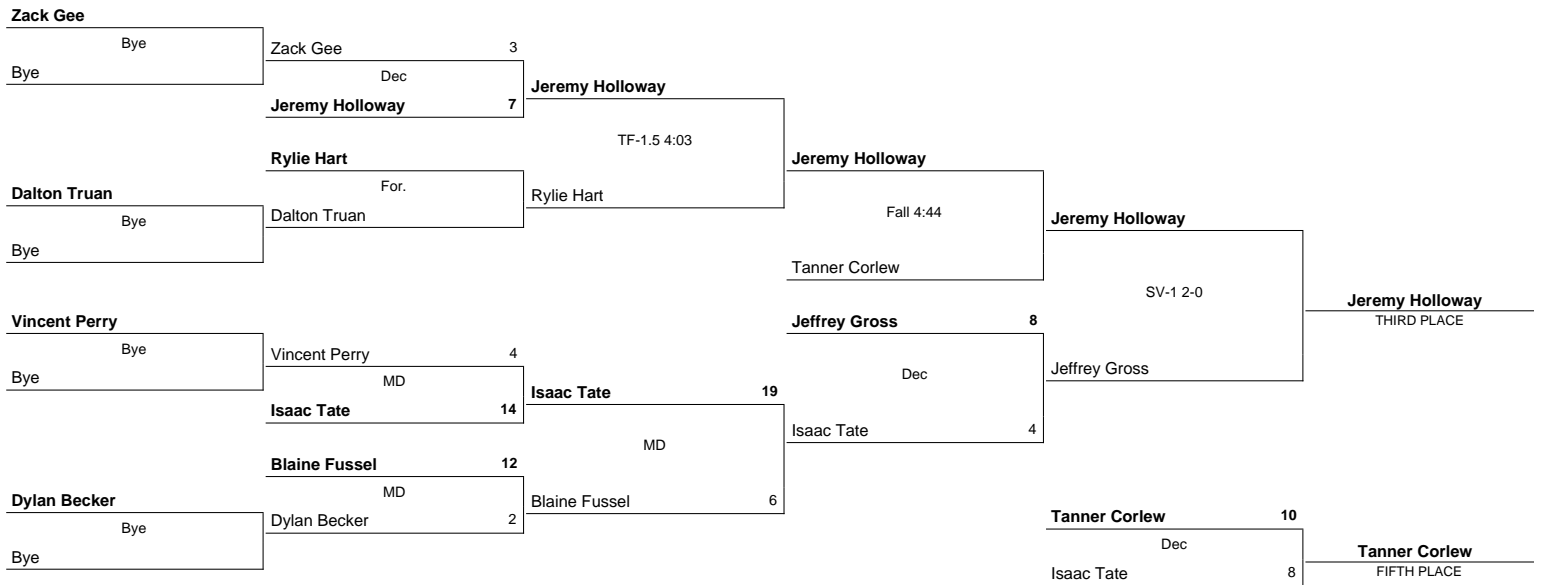 Zack Gee
Bye
Bye
Zack Gee 3
Dec
Jeremy Holloway 7
Jeremy Holloway
TF-1.5 4:03
Rylie Hart
For.
Dalton Truan
Rylie Hart
Dalton Truan
Bye
Bye
Jeremy Holloway
Fall 4:44
Tanner Corlew
Jeremy Holloway
SV-1 2-0
Jeffrey Gross
Jeremy Holloway
THIRD PLACE
Vincent Perry
Bye
Bye
Vincent Perry 4
MD
Isaac Tate 14
Isaac Tate 19
MD
Blaine Fussel 6
Jeffrey Gross 8
Dec
Isaac Tate 4
Blaine Fussel 12
MD
Dylan Becker 2
Dylan Becker
Bye
Bye
Tanner Corlew 10
Dec
Isaac Tate 8
Tanner Corlew
FIFTH PLACE